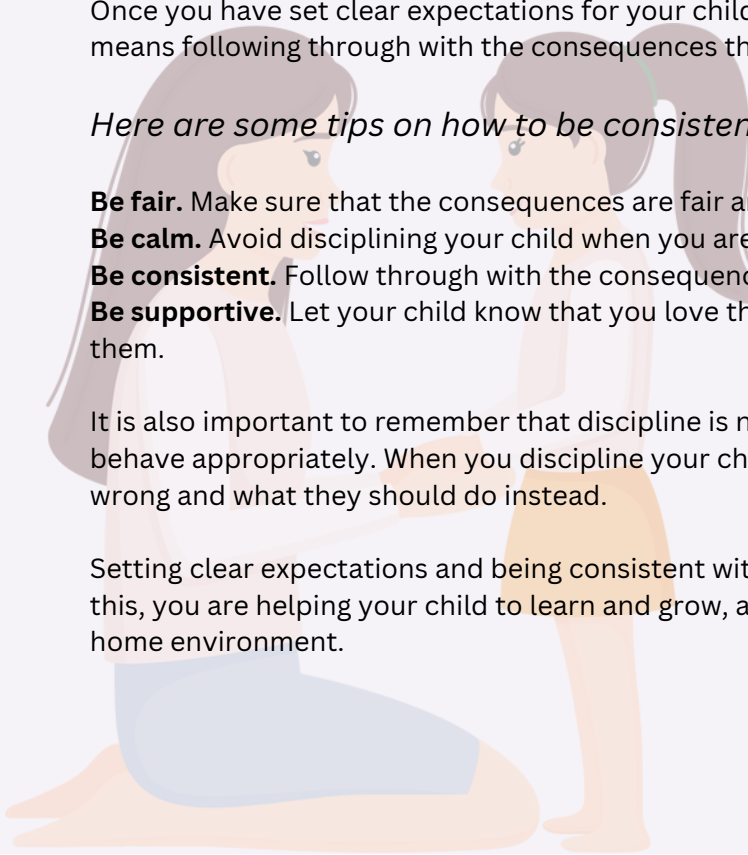 Once you have set clear expectations for your child
means following through with the consequences th
Here are some tips on how to be consisten
Be fair. Make sure that the consequences are fair a
Be calm. Avoid disciplining your child when you are
Be consistent. Follow through with the consequenc
Be supportive. Let your child know that you love th
them.
It is also important to remember that discipline is n
behave appropriately. When you discipline your ch
wrong and what they should do instead.
Setting clear expectations and being consistent wit
this, you are helping your child to learn and grow, a
home environment.